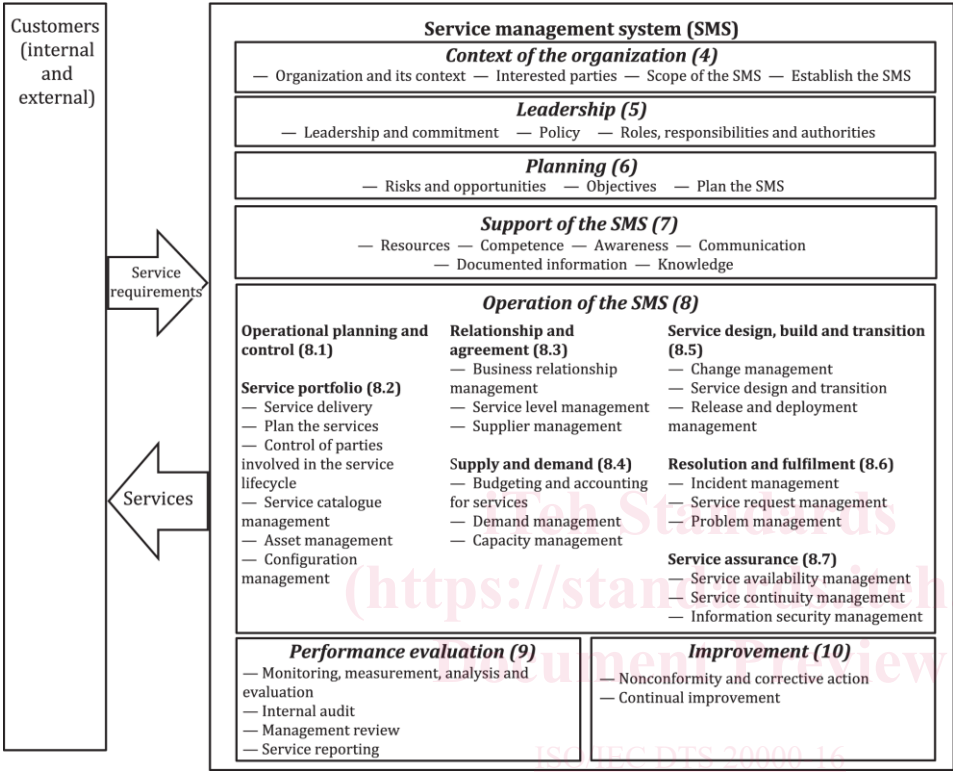 Customers
(internal
and
external)
Service
requirements
Services
Service management system (SMS)
Context of the organization (4)
— Organization and its context — Interested parties — Scope of the SMS — Establish the SMS
Leadership (5)
— Leadership and commitment — Policy — Roles, responsibilities and authorities
Planning (6)
— Risks and opportunities — Objectives — Plan the SMS
Support of the SMS (7)
— Resources — Competence — Awareness — Communication
— Documented information — Knowledge
Operation of the SMS (8)
Operational planning and
control (8.1)
Service portfolio (8.2)
— Service delivery
— Plan the services
— Control of parties
involved in the service
lifecycle
— Service catalogue
management
— Asset management
— Configuration
management
Relationship and
agreement (8.3)
— Business relationship
management
— Service level management
— Supplier management
Supply and demand (8.4)
— Budgeting and accounting
for services
— Demand management
— Capacity management
Service design, build and transition
(8.5)
— Change management
— Service design and transition
— Release and deployment
management
Resolution and fulfilment (8.6)
— Incident management
— Service request management
— Problem management
Service assurance (8.7)
— Service availability management
— Service continuity management
— Information security management
Performance evaluation (9)
— Monitoring, measurement, analysis and
evaluation
— Internal audit
— Management review
— Service reporting
Improvement (10)
— Nonconformity and corrective action
— Continual improvement
iTeh Standards
(https://standards.iteh
Document Preview
ISO/IEC DTS 20000-16